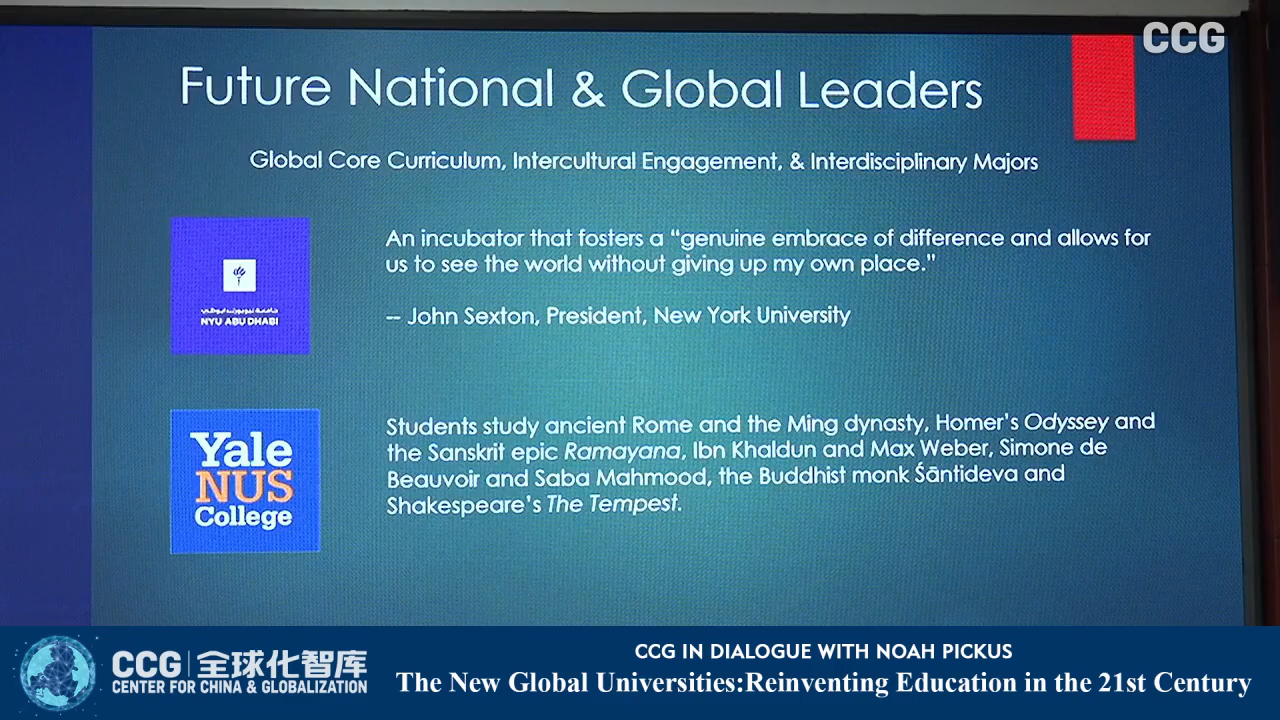 CCG
Future National & Global Leaders
Global Core Curriculum, Intercultural Engagement, & Interdisciplinary Majors
An incubator that fosters a “genuine embrace of difference and allows for
us to see the world without giving up my own place.”
-- John Sexton, President, New York University
جامعة نيويورك أبوظبي
NYU ABU DHABI
Students study ancient Rome and the Ming dynasty, Homer’s Odyssey and
the Sanskrit epic Ramayana, Ibn Khaldun and Max Weber, Simone de
Beauvoir and Saba Mahmood, the Buddhist monk Śāntideva and
Shakespeare’s The Tempest.
Yale
NUS
College
CCG | 全球化智库
CENTER FOR CHINA & GLOBALIZATION
CCG IN DIALOGUE WITH NOAH PICKUS
The New Global Universities:Reinventing Education in the 21st Century